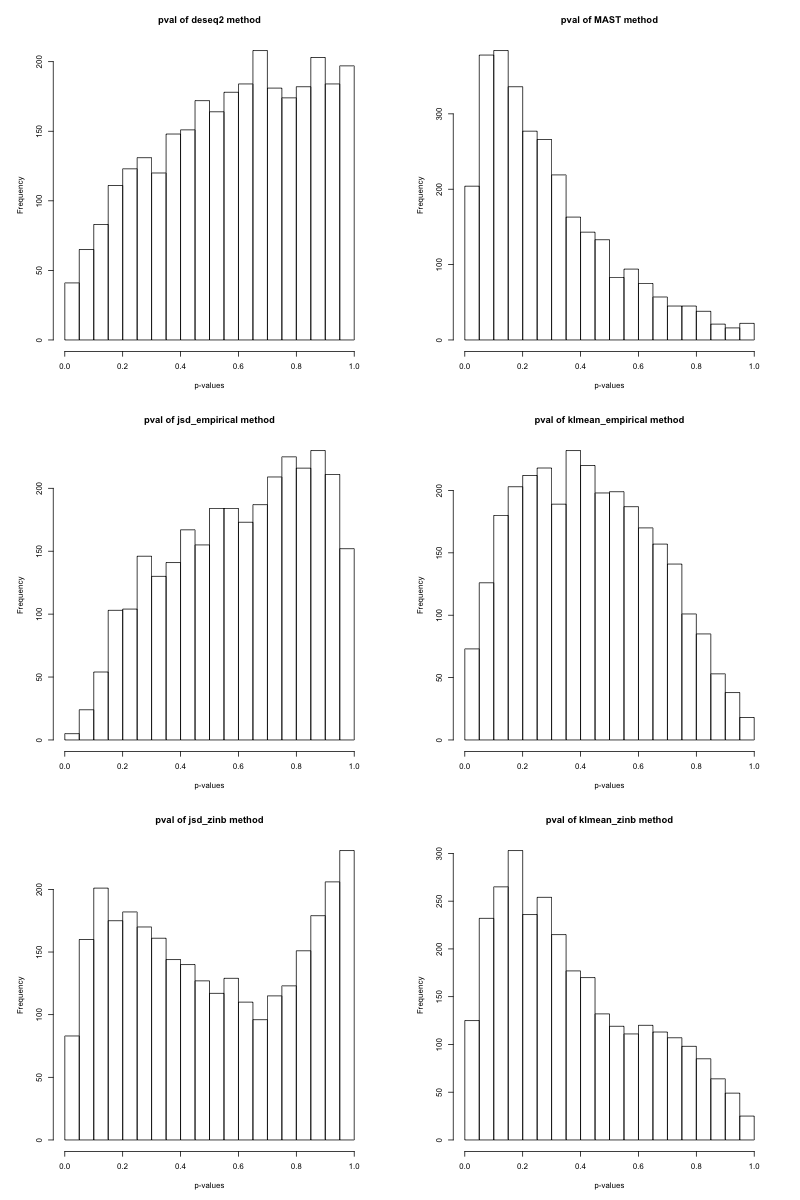 pval of deseq2 method
Frequency
0 50 100 150 200
0.0 0.2 0.4 0.6 0.8 1.0
p-values
pval of MAST method
Frequency
0 100 200 300
0.0 0.2 0.4 0.6 0.8 1.0
p-values
pval of jsd_empirical method
Frequency
0 50 100 150 200
0.0 0.2 0.4 0.6 0.8 1.0
p-values
pval of klmean_empirical method
Frequency
0 50 100 150 200
0.0 0.2 0.4 0.6 0.8 1.0
p-values
pval of jsd_zinb method
Frequency
0 50 100 150 200
0.0 0.2 0.4 0.6 0.8 1.0
p-values
pval of klmean_zinb method
Frequency
0 50 100 150 200 250 300
0.0 0.2 0.4 0.6 0.8 1.0
p-values